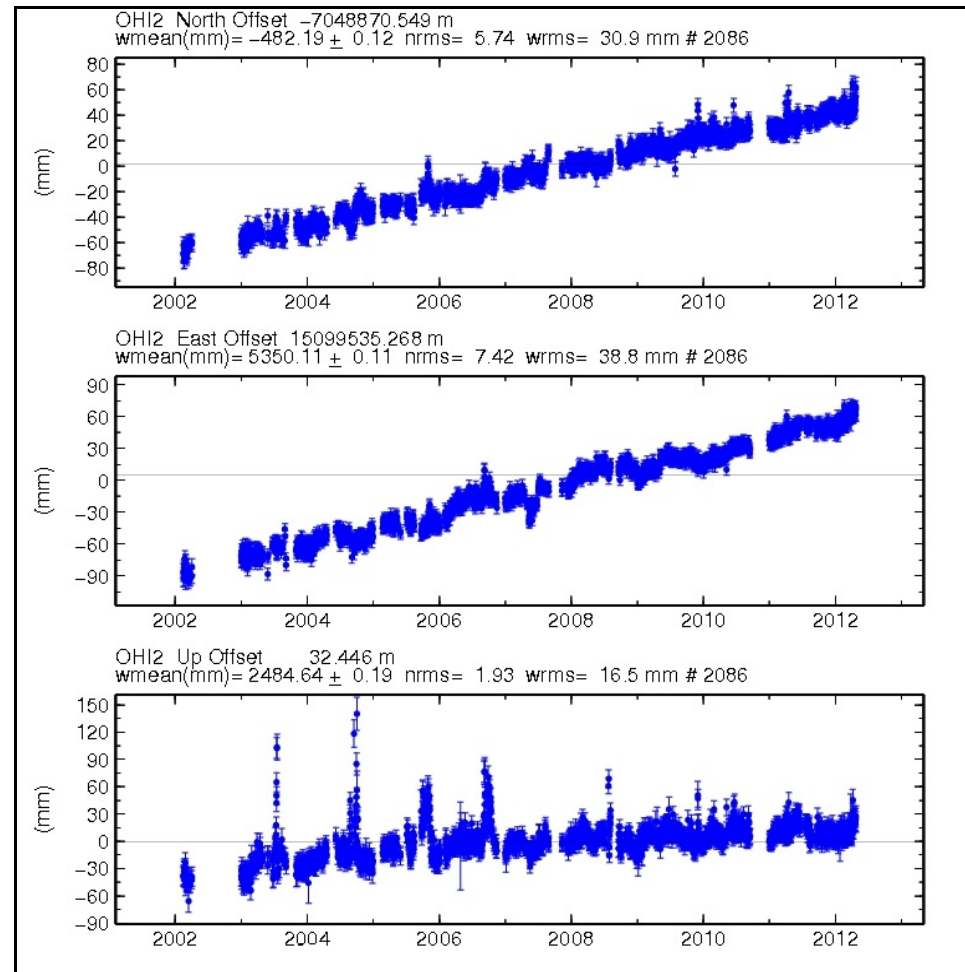 OHI2 North Offset -7048870.549 m
wmean(mm)= -482.19 ± 0.12 nrms= 5.74 wrms= 30.9 mm # 2086
80
60
40
20
0
-20
-40
-60
-80
(mm)
2002 2004 2006 2008 2010 2012
OHI2 East Offset 15099535.268 m
wmean(mm)= 5350.11 ± 0.11 nrms= 7.42 wrms= 38.8 mm # 2086
90
60
30
0
-30
-60
-90
(mm)
2002 2004 2006 2008 2010 2012
OHI2 Up Offset 32.446 m
wmean(mm)= 2484.64 ± 0.19 nrms= 1.93 wrms= 16.5 mm # 2086
150
120
90
60
30
0
-30
-60
-90
(mm)
2002 2004 2006 2008 2010 2012